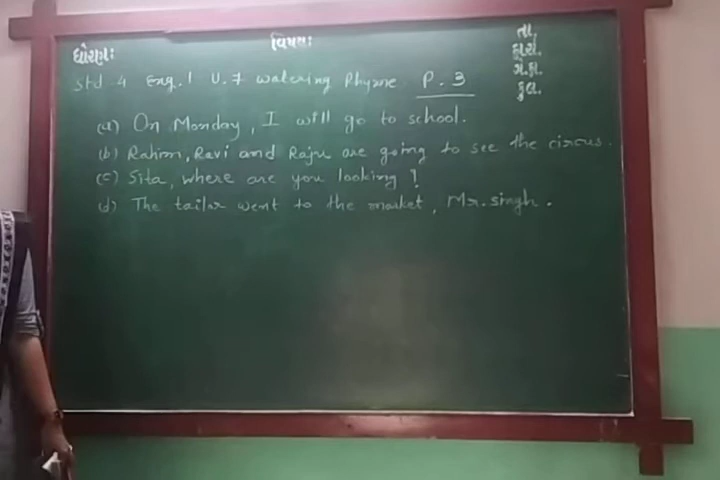 ધોરણ: વિષય: તા.
હાજ.
ગે.હા.
કુલ.
Std-4 Eng.1 U.7 watering Rhyme P.3
(a) On Monday, I will go to school.
(b) Rahim, Ravi and Raju are going to see the circus.
(c) Sita, where are you looking?
(d) The tailor went to the market, Mr. singh.